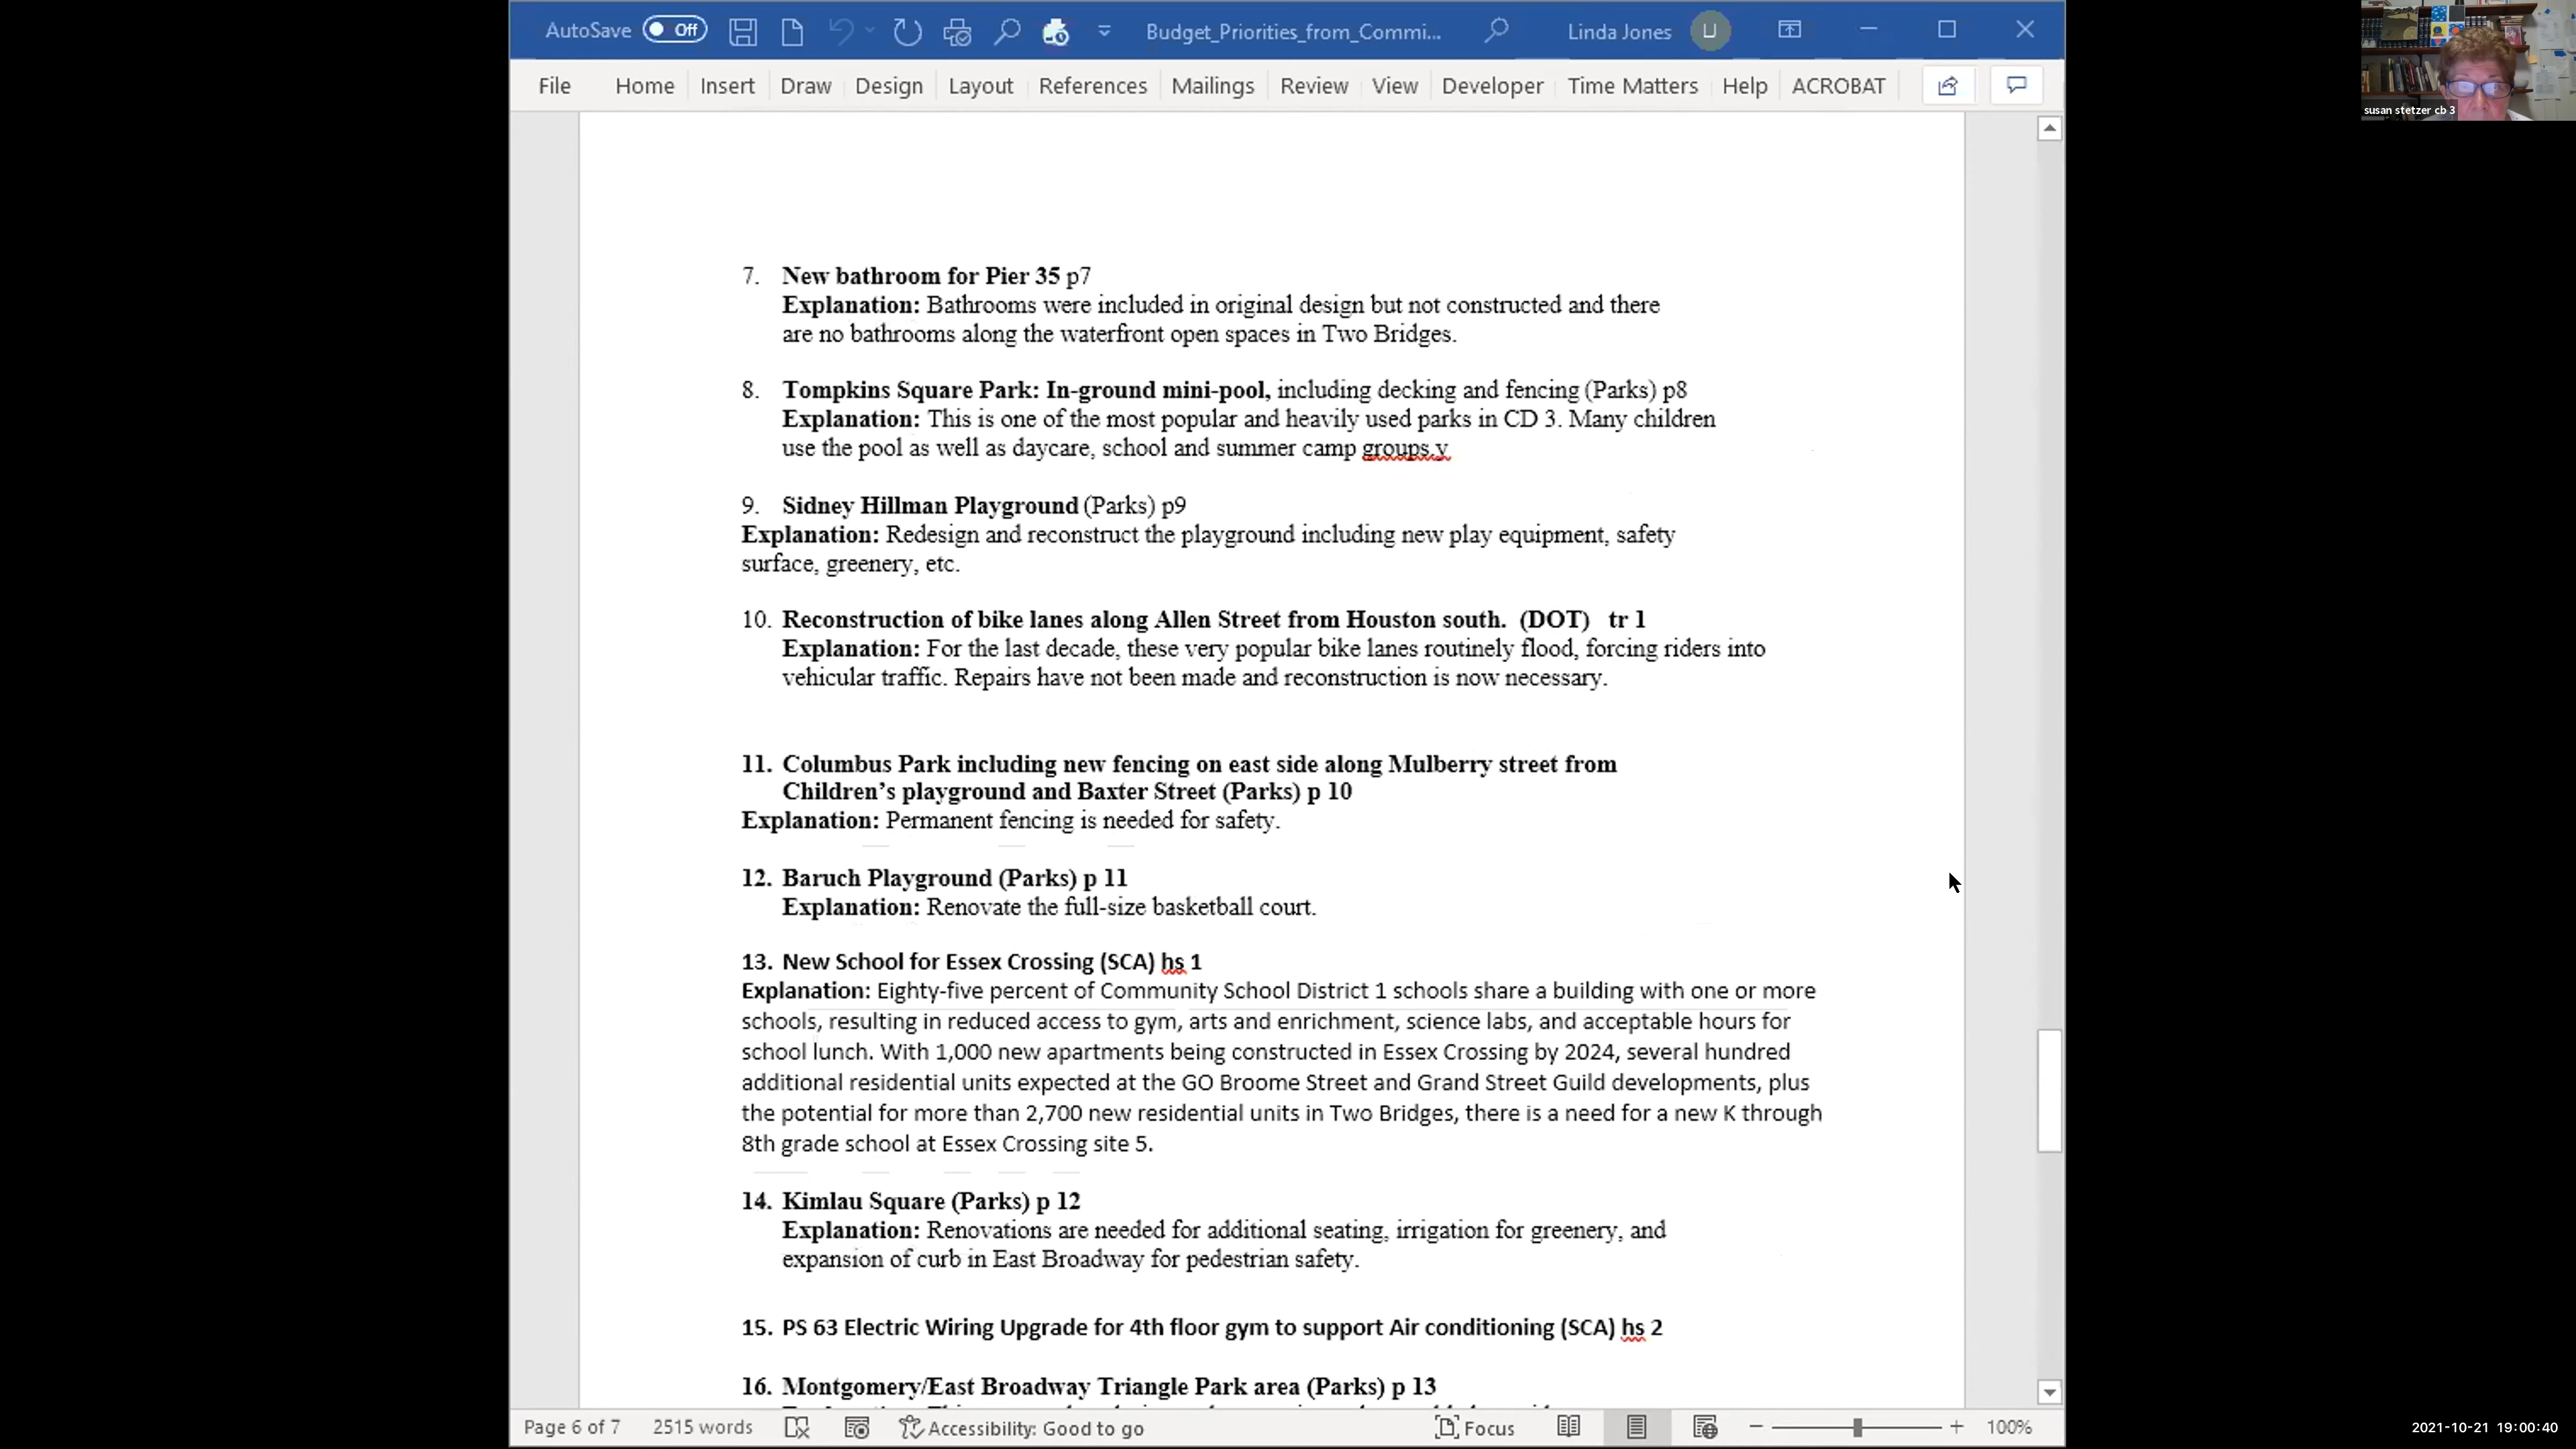 AutoSave Off Budget_Priorities_from_Commi... Linda Jones LJ
File Home Insert Draw Design Layout References Mailings Review View Developer Time Matters Help ACROBAT
susan stetzer cb 3
7. New bathroom for Pier 35 p7
Explanation: Bathrooms were included in original design but not constructed and there
are no bathrooms along the waterfront open spaces in Two Bridges.
8. Tompkins Square Park: In-ground mini-pool, including decking and fencing (Parks) p8
Explanation: This is one of the most popular and heavily used parks in CD 3. Many children
use the pool as well as daycare, school and summer camp groups.y
9. Sidney Hillman Playground (Parks) p9
Explanation: Redesign and reconstruct the playground including new play equipment, safety
surface, greenery, etc.
10. Reconstruction of bike lanes along Allen Street from Houston south. (DOT) tr 1
Explanation: For the last decade, these very popular bike lanes routinely flood, forcing riders into
vehicular traffic. Repairs have not been made and reconstruction is now necessary.
11. Columbus Park including new fencing on east side along Mulberry street from
Children’s playground and Baxter Street (Parks) p 10
Explanation: Permanent fencing is needed for safety.
12. Baruch Playground (Parks) p 11
Explanation: Renovate the full-size basketball court.
13. New School for Essex Crossing (SCA) hs 1
Explanation: Eighty-five percent of Community School District 1 schools share a building with one or more
schools, resulting in reduced access to gym, arts and enrichment, science labs, and acceptable hours for
school lunch. With 1,000 new apartments being constructed in Essex Crossing by 2024, several hundred
additional residential units expected at the GO Broome Street and Grand Street Guild developments, plus
the potential for more than 2,700 new residential units in Two Bridges, there is a need for a new K through
8th grade school at Essex Crossing site 5.
14. Kimlau Square (Parks) p 12
Explanation: Renovations are needed for additional seating, irrigation for greenery, and
expansion of curb in East Broadway for pedestrian safety.
15. PS 63 Electric Wiring Upgrade for 4th floor gym to support Air conditioning (SCA) hs 2
16. Montgomery/East Broadway Triangle Park area (Parks) p 13
Page 6 of 7 2515 words Accessibility: Good to go Focus 100%
2021-10-21 19:00:40